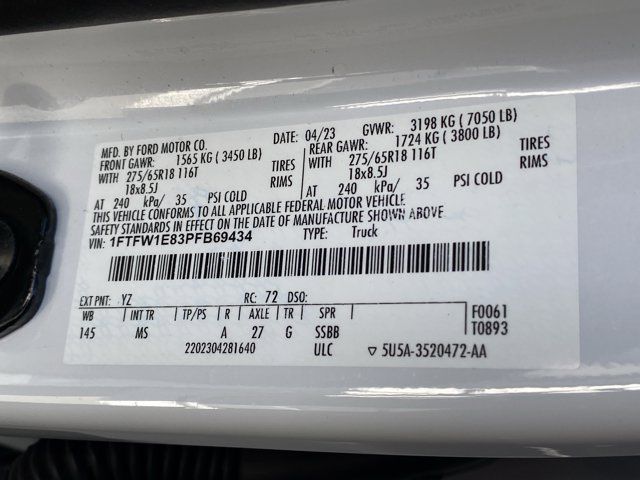 MFD. BY FORD MOTOR CO. DATE: 04/23 GVWR: 3198 KG ( 7050 LB)
FRONT GAWR: 1565 KG ( 3450 LB) REAR GAWR: 1724 KG ( 3800 LB)
WITH 275/65R18 116T TIRES WITH 275/65R18 116T TIRES
18x8.5J RIMS 18x8.5J RIMS
AT 240 kPa/ 35 PSI COLD AT 240 kPa/ 35 PSI COLD
THIS VEHICLE CONFORMS TO ALL APPLICABLE FEDERAL MOTOR VEHICLE
SAFETY STANDARDS IN EFFECT ON THE DATE OF MANUFACTURE SHOWN ABOVE.
VIN: 1FTFW1E83PFB69434 TYPE: Truck
EXT PNT: YZ RC: 72 DSO:
WB INT TR TP/PS R AXLE TR SPR F0061
145 MS A 27 G SSBB T0893
2202304281640 ULC ▽ 5U5A-3520472-AA